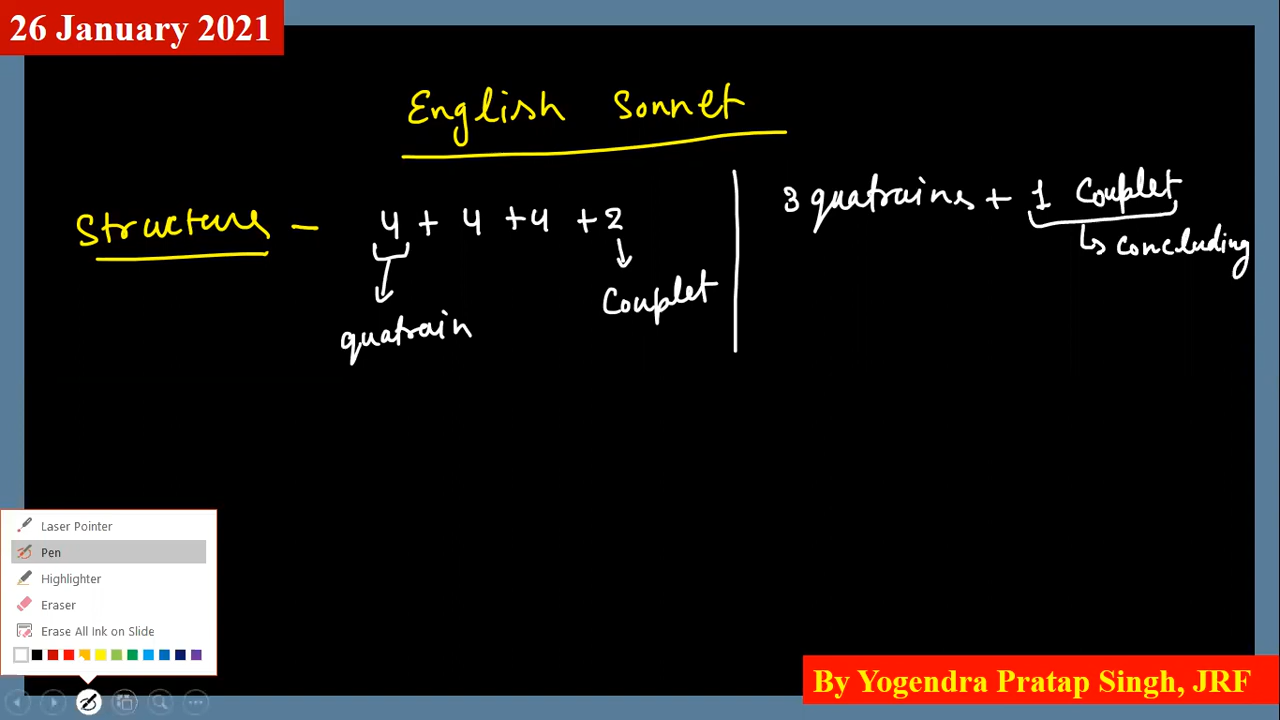 26 January 2021
English Sonnet
Structure - 4 + 4 + 4 + 2
quatrain
Couplet
3 quatrains + 1 Couplet
↳ concluding
Laser Pointer
Pen
Highlighter
Eraser
Erase All Ink on Slide
By Yogendra Pratap Singh, JRF